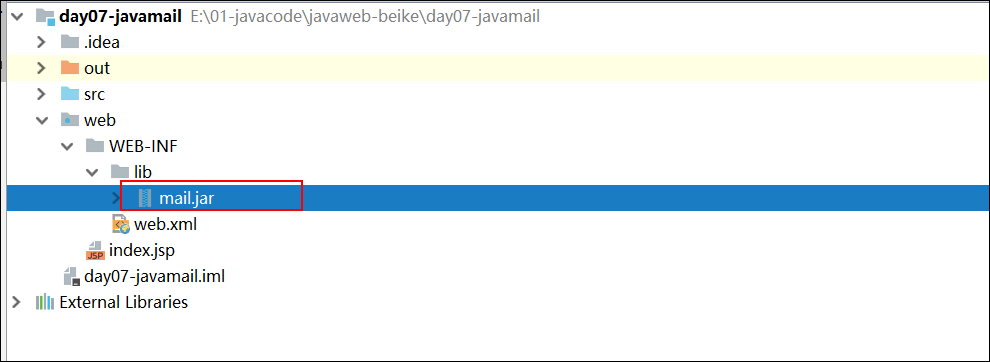 day07-javamail E:\01-javacode\javaweb-beike\day07-javamail
.idea
out
src
web
WEB-INF
lib
mail.jar
web.xml
JSP index.jsp
day07-javamail.iml
External Libraries